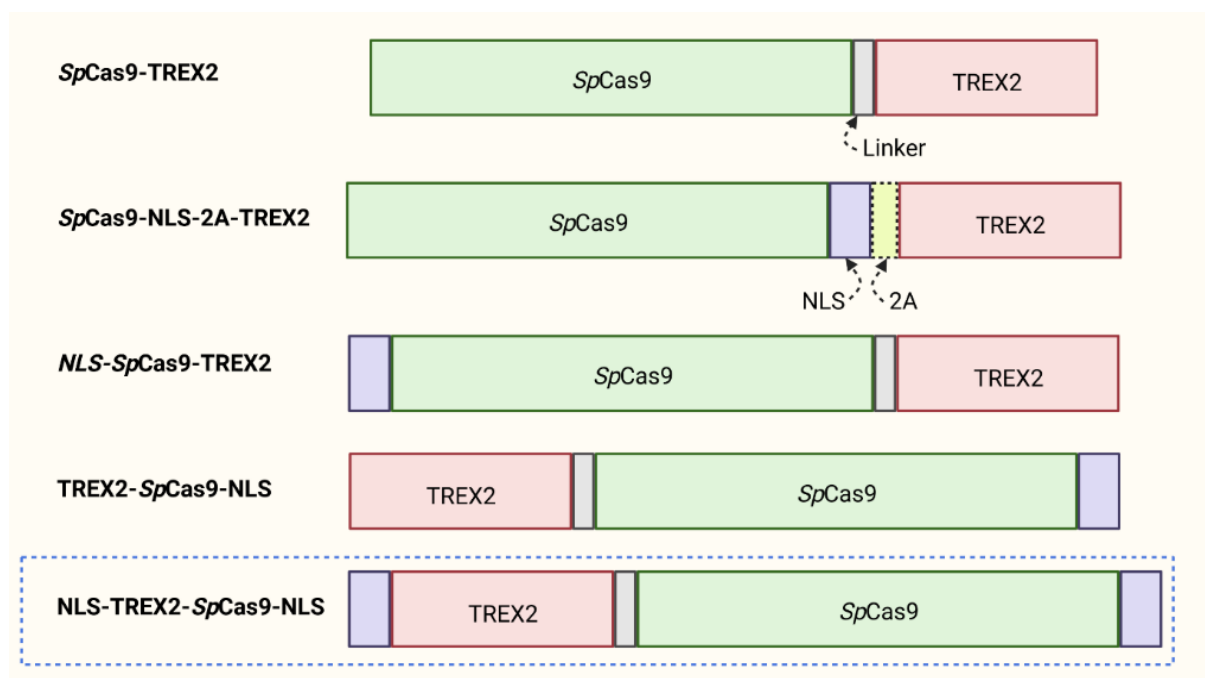 SpCas9-TREX2
SpCas9
TREX2
Linker
SpCas9-NLS-2A-TREX2
SpCas9
TREX2
NLS
2A
NLS-SpCas9-TREX2
SpCas9
TREX2
TREX2-SpCas9-NLS
TREX2
SpCas9
NLS-TREX2-SpCas9-NLS
TREX2
SpCas9